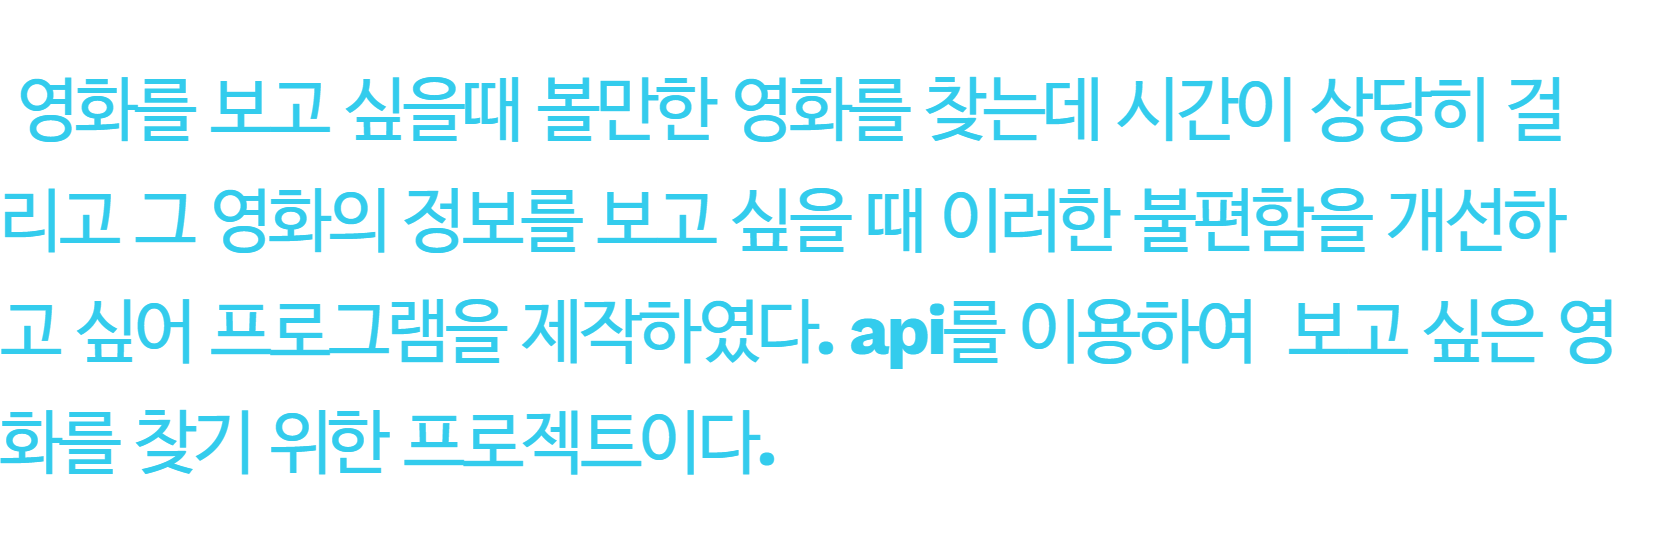 영화를 보고 싶을때 볼만한 영화를 찾는데 시간이 상당히 걸
리고 그 영화의 정보를 보고 싶을 때 이러한 불편함을 개선하
고 싶어 프로그램을 제작하였다. api를 이용하여 보고 싶은 영
화를 찾기 위한 프로젝트이다.